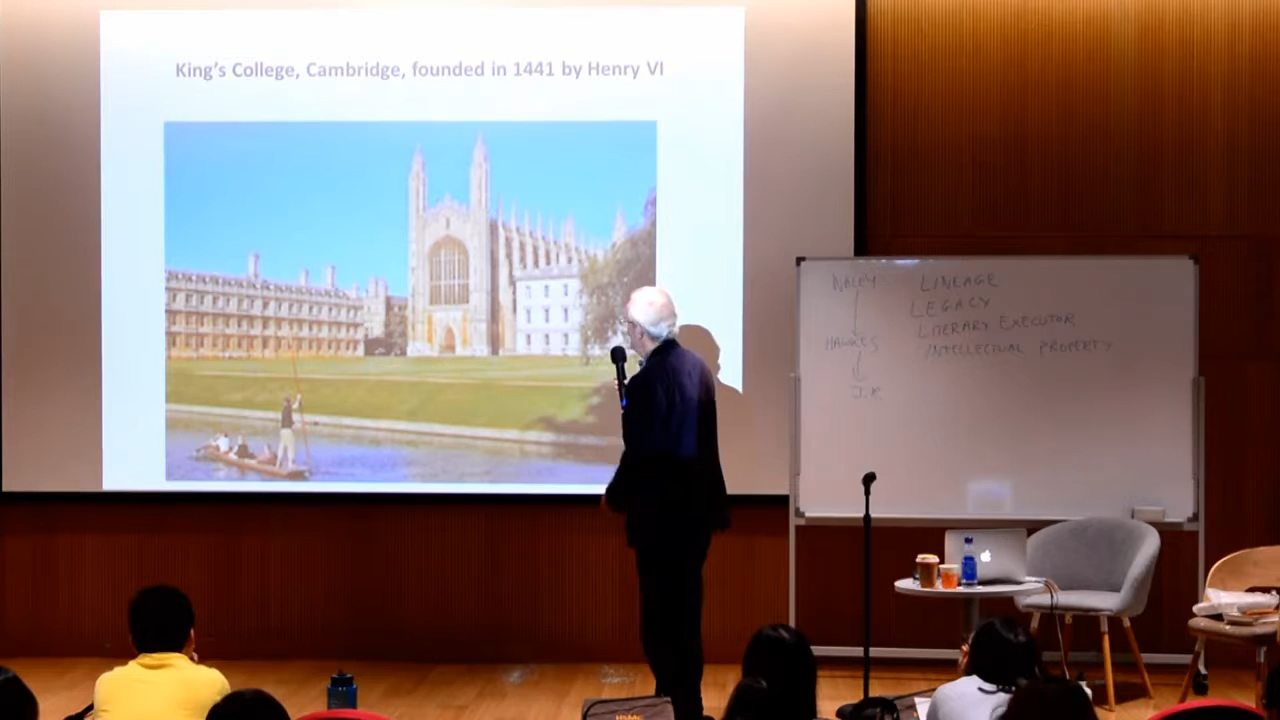 King's College, Cambridge, founded in 1441 by Henry VI
WALEY
LINEAGE
LEGACY
LITERARY EXECUTOR
HAWKES
INTELLECTUAL PROPERTY